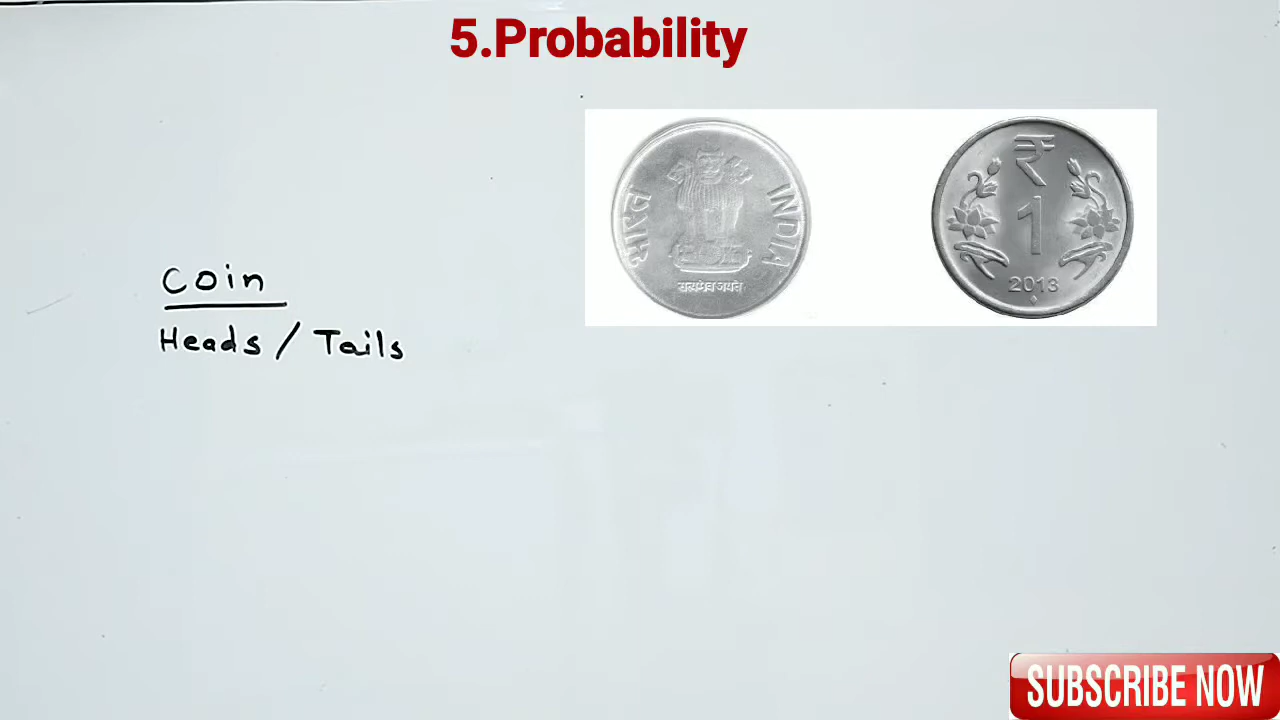 5.Probability
भारत
INDIA
सत्यमेव जयते
₹
1
2013
Coin
Heads / Tails
SUBSCRIBE NOW